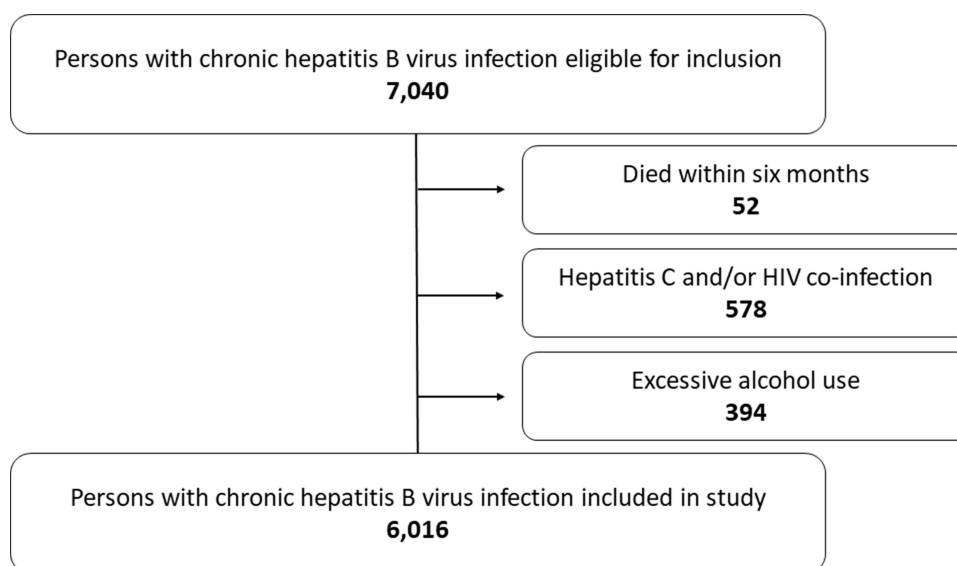 Persons with chronic hepatitis B virus infection eligible for inclusion
7,040
Died within six months
52
Hepatitis C and/or HIV co-infection
578
Excessive alcohol use
394
Persons with chronic hepatitis B virus infection included in study
6,016